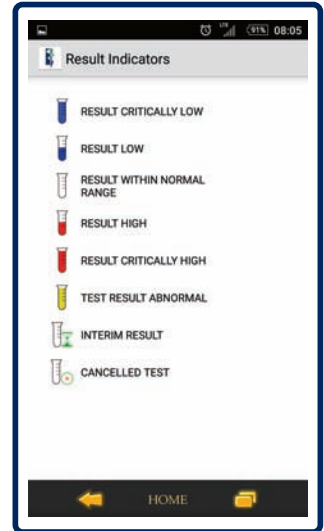 91% 08:05
Result Indicators
RESULT CRITICALLY LOW
RESULT LOW
RESULT WITHIN NORMAL
RANGE
RESULT HIGH
RESULT CRITICALLY HIGH
TEST RESULT ABNORMAL
INTERIM RESULT
CANCELLED TEST
HOME